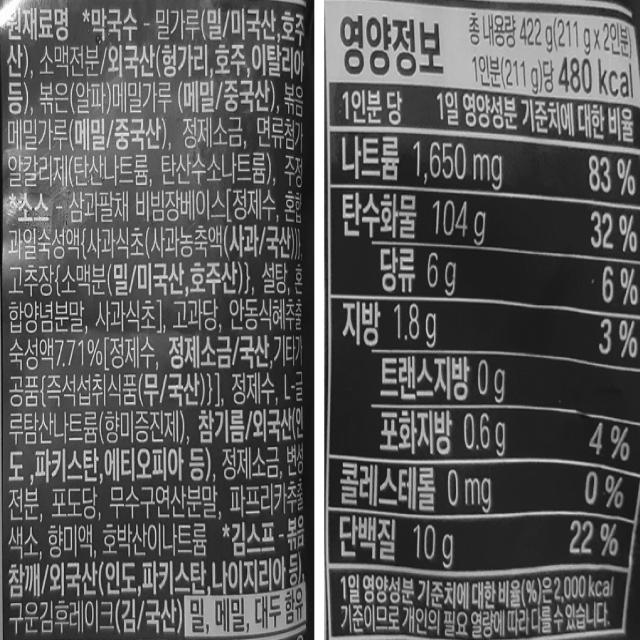 원재료명 *막국수 - 밀가루(밀/미국산,호주
산), 소맥전분/외국산(헝가리,호주,이탈리아
등), 볶은(알파)메밀가루 (메밀/중국산), 볶음
메밀가루(메밀/중국산), 정제소금, 면류첨가
알칼리제(탄산나트륨, 탄산수소나트륨), 주정
*소스 - 삼과팔채 비빔장베이스[정제수, 혼합
과일숙성액{사과식초(사과농축액(사과/국산))},
고추장{소맥분(밀/미국산,호주산)}, 설탕, 혼
합양념분말, 사과식초], 고과당, 안동식혜추출
숙성액7.71%[정제수, 정제소금/국산,기타가
공품{즉석섭취식품(무/국산)}], 정제수, L-글
루탐산나트륨(향미증진제), 참기름/외국산(인
도,파키스탄,에티오피아 등), 정제소금, 변성
전분, 포도당, 무수구연산분말, 파프리카추출
색소, 향미액, 호박산이나트륨 *김스프 - 볶음
참깨/외국산(인도,파키스탄,나이지리아 등),
구운김후레이크(김/국산) 밀, 메밀, 대두 함유
영양정보 총 내용량 422 g(211 g x 2인분)
1인분(211 g)당 480 kcal
1인분 당 1일 영양성분 기준치에 대한 비율
나트륨 1,650 mg 83 %
탄수화물 104 g 32 %
당류 6 g 6 %
지방 1.8 g 3 %
트랜스지방 0 g
포화지방 0.6 g 4 %
콜레스테롤 0 mg 0 %
단백질 10 g 22 %
1일 영양성분 기준치에 대한 비율(%)은 2,000 kcal
기준이므로 개인의 필요 열량에 따라 다를 수 있습니다.